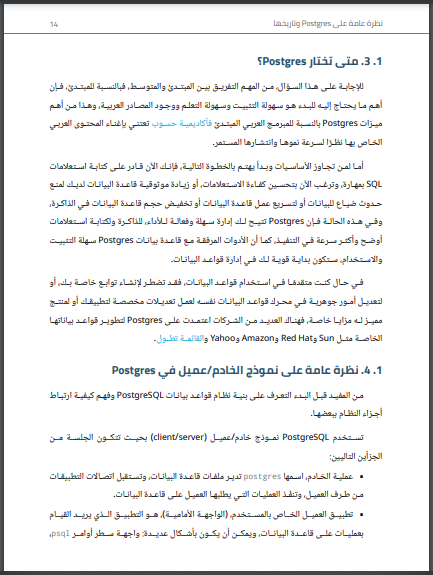 نظرة عامة على Postgres وتاريخها
14
1. 3. متى تختار Postgres؟
للإجابة على هذا السؤال، من المهم التفريق بين المبتدئ والمتوسط، فبالنسبة للمبتدئ، فإن
أهم ما يحتاج إليه للبدء هو سهولة التثبيت وسهولة التعلم ووجود المصادر العربية، وهذا من أهم
ميزات Postgres بالنسبة للمبرمج العربي المبتدئ فأكاديمية حسوب تعتني بإغناء المحتوى العربي
الخاص بها نظرًا لسرعة نموها وانتشارها المستمر.
أما لمن تجاوز الأساسيات وبدأ يهتم بالخطوة التالية، فإنك الآن قادر على كتابة استعلامات
SQL بمهارة، وترغب الآن بتحسين كفاءة الاستعلامات، أو زيادة موثوقية قاعدة البيانات لديك لمنع
حدوث ضياع للبيانات أو لتسريع عمل قاعدة البيانات أو تخفيض حجم قاعدة البيانات في الذاكرة،
وفي هذه الحالة فإن Postgres تتيح لك إدارة سهلة وفعالة للأداء، للذاكرة ولكتابة استعلامات
أوضح وأكثر سرعة في التنفيذ، كما أن الأدوات المرفقة مع قاعدة بيانات Postgres سهلة التثبيت
والاستخدام، ستكون بداية قوية لك في إدارة قواعد البيانات.
في حال كنت متقدمًا في استخدام قواعد البيانات، فقد تضطر لإنشاء توابع خاصة بك، أو
لتعديل أمور جوهرية في محرك قواعد البيانات نفسه لعمل تعديلات مخصصة لتطبيقك أو لمنتج
مميز له مزايا خاصة، فهناك العديد من الشركات اعتمدت على Postgres لتطوير قواعد بياناتها
الخاصة مثل Sun وRed Hat وAmazon وYahoo والقائمة تطول.
1. 4. نظرة عامة على نموذج الخادم/عميل في Postgres
من المفيد قبل البدء التعرف على بنية نظام قواعد بيانات PostgreSQL وفهم كيفية ارتباط
أجزاء النظام ببعضها.
تستخدم PostgreSQL نموذج خادم/عميل (client/server) بحيث تتكون الجلسة من
الجزأين التاليين:
▪ عملية الخادم، اسمها postgres تدير ملفات قاعدة البيانات، وتستقبل اتصالات التطبيقات
من طرف العميل، وتنفذ العمليات التي يطلبها العميل على قاعدة البيانات.
▪ تطبيق العميل الخاص بالمستخدم، (الواجهة الأمامية)، هو التطبيق الذي يريد القيام
بعمليات على قاعدة البيانات، ويمكن أن يكون بأشكال عديدة: واجهة سطر أوامر psql،